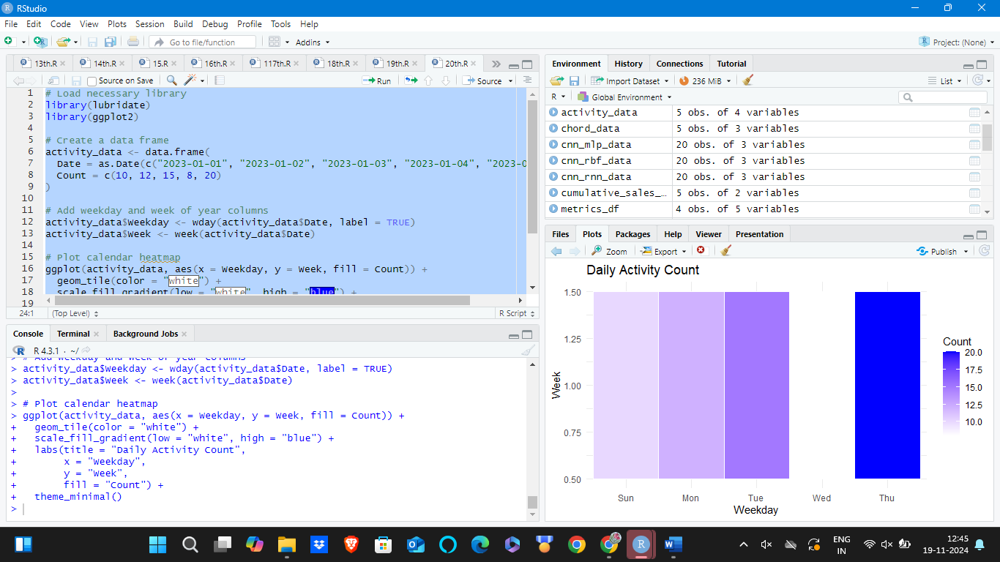 RStudio
File Edit Code View Plots Session Build Debug Profile Tools Help
Go to file/function Addins Project: (None)
13th.R 14th.R 15.R 16th.R 117th.R 18th.R 19th.R 20th.R
Source on Save Run Source
1 # Load necessary library
2 library(lubridate)
3 library(ggplot2)
4
5 # Create a data frame
6 activity_data <- data.frame(
7 Date = as.Date(c("2023-01-01", "2023-01-02", "2023-01-03", "2023-01-04", "2023-0
8 Count = c(10, 12, 15, 8, 20)
9 )
10
11 # Add weekday and week of year columns
12 activity_data$Weekday <- wday(activity_data$Date, label = TRUE)
13 activity_data$Week <- week(activity_data$Date)
14
15 # Plot calendar heatmap
16 ggplot(activity_data, aes(x = Weekday, y = Week, fill = Count)) +
17 geom_tile(color = "white") +
18 scale_fill_gradient(low = "white", high = "blue") +
19
24:1 (Top Level) R Script
Console Terminal Background Jobs
R 4.3.1 · ~/
> # Add weekday and week of year columns
> activity_data$Weekday <- wday(activity_data$Date, label = TRUE)
> activity_data$Week <- week(activity_data$Date)
>
> # Plot calendar heatmap
> ggplot(activity_data, aes(x = Weekday, y = Week, fill = Count)) +
+ geom_tile(color = "white") +
+ scale_fill_gradient(low = "white", high = "blue") +
+ labs(title = "Daily Activity Count",
+ x = "Weekday",
+ y = "Week",
+ fill = "Count") +
+ theme_minimal()
>
Environment History Connections Tutorial
Import Dataset 236 MiB List
R Global Environment
activity_data 5 obs. of 4 variables
chord_data 5 obs. of 3 variables
cnn_mlp_data 20 obs. of 3 variables
cnn_rbf_data 20 obs. of 3 variables
cnn_rnn_data 20 obs. of 3 variables
cumulative_sales_… 5 obs. of 2 variables
metrics_df 4 obs. of 5 variables
Files Plots Packages Help Viewer Presentation
Zoom Export Publish
Daily Activity Count
1.50
1.25
1.00
0.75
0.50
Week
Sun Mon Tue Wed Thu
Weekday
Count
20.0
17.5
15.0
12.5
10.0
ENG
IN
12:45
19-11-2024